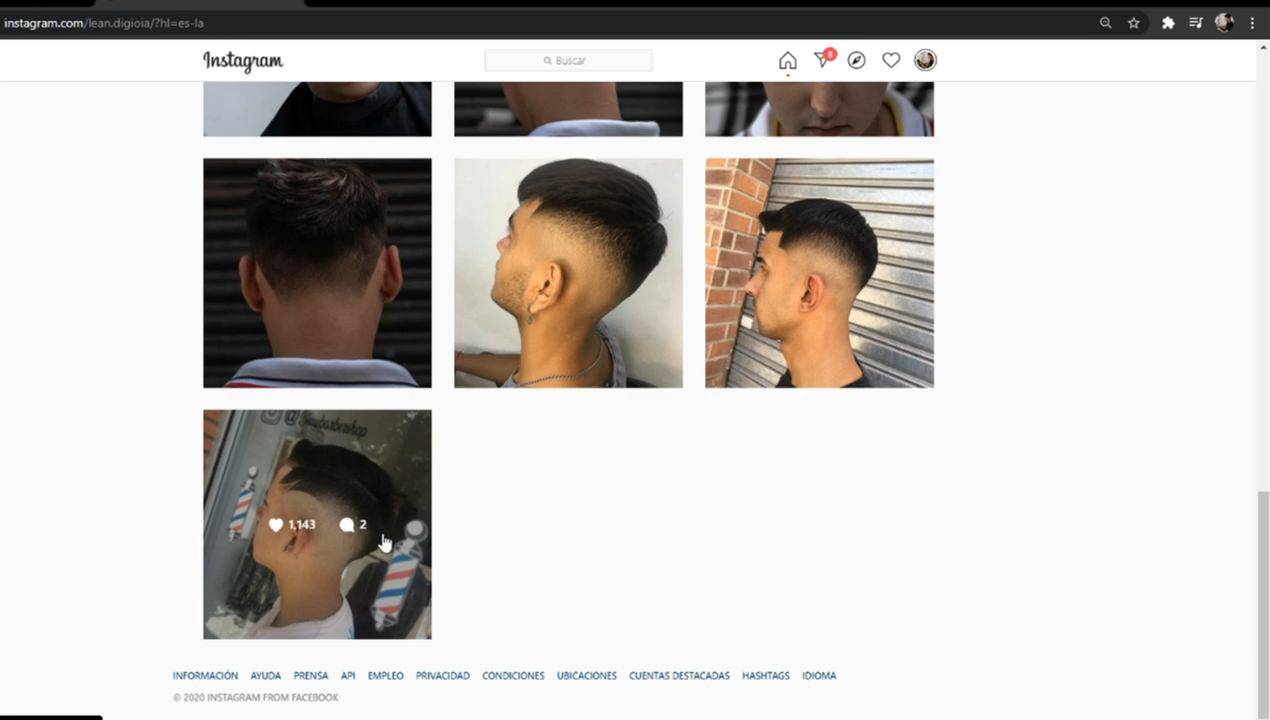 instagram.com/lean.digioia/?hl=es-la
Instagram
Buscar
6
1,143 2
INFORMACIÓN AYUDA PRENSA API EMPLEO PRIVACIDAD CONDICIONES UBICACIONES CUENTAS DESTACADAS HASHTAGS IDIOMA
© 2020 INSTAGRAM FROM FACEBOOK